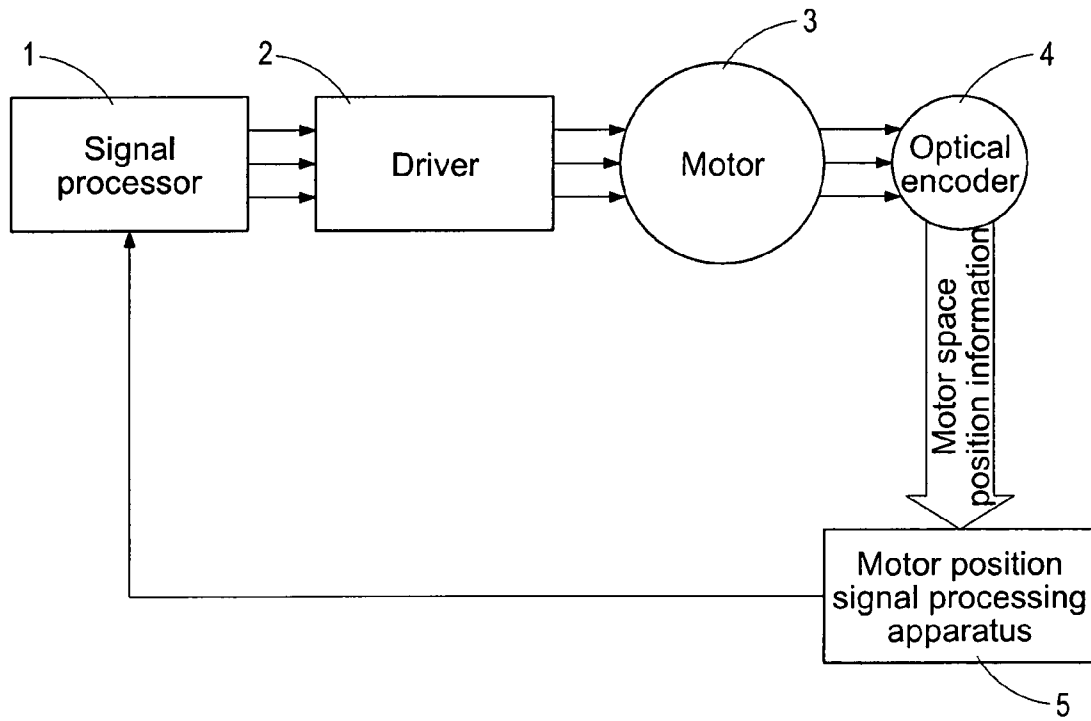 1
2
3
4
Signal
processor
Driver
Motor
Optical
encoder
Motor space
position information
Motor position
signal processing
apparatus
5